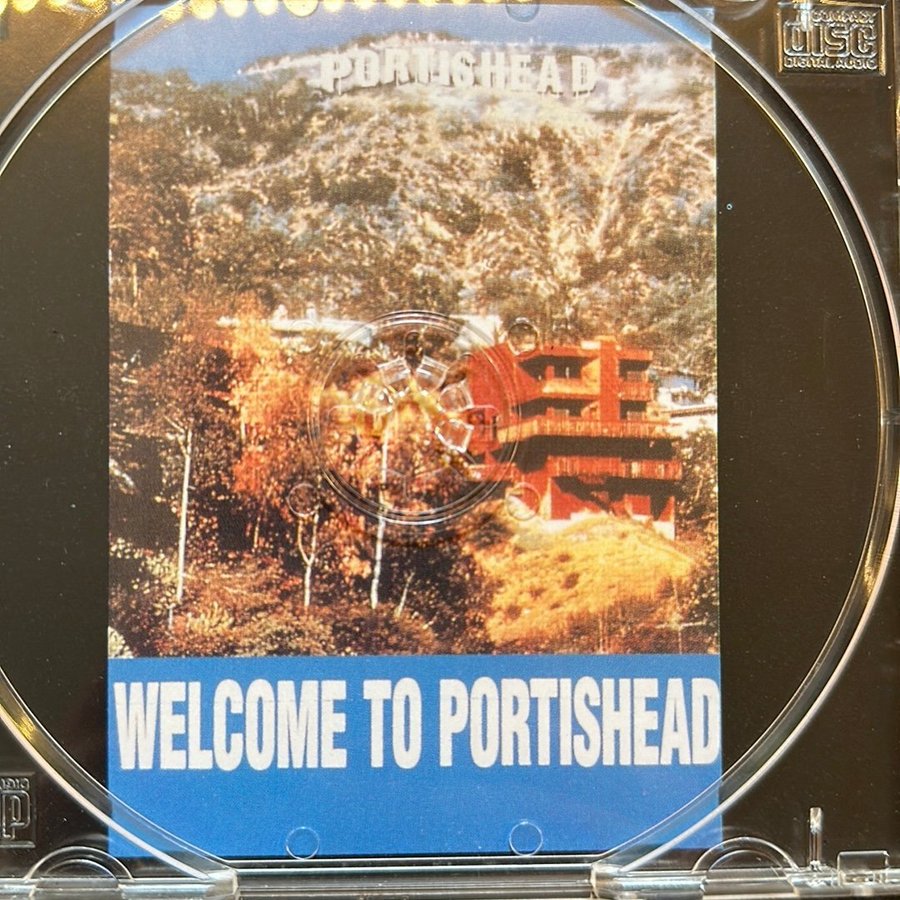 COMPACT
DISC
DIGITAL AUDIO
PORTISHEAD
WELCOME TO PORTISHEAD